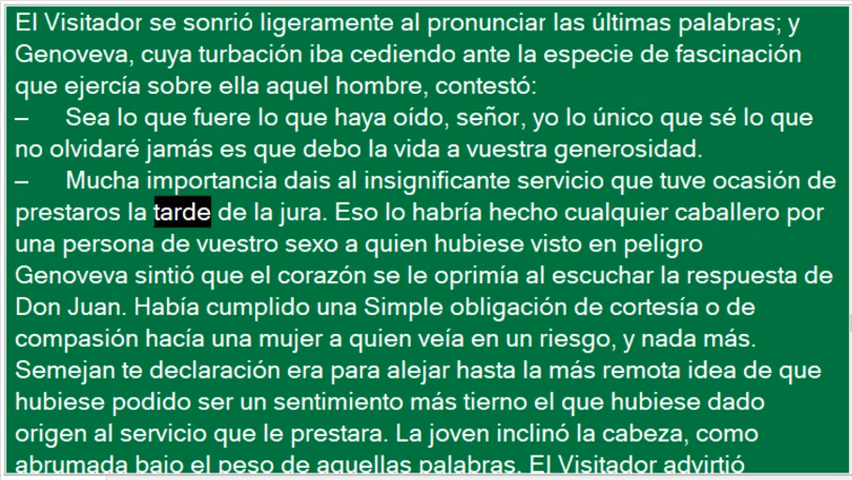 El Visitador se sonrió ligeramente al pronunciar las últimas palabras; y
Genoveva, cuya turbación iba cediendo ante la especie de fascinación
que ejercía sobre ella aquel hombre, contestó:
– Sea lo que fuere lo que haya oído, señor, yo lo único que sé lo que
no olvidaré jamás es que debo la vida a vuestra generosidad.
– Mucha importancia dais al insignificante servicio que tuve ocasión de
prestaros la tarde de la jura. Eso lo habría hecho cualquier caballero por
una persona de vuestro sexo a quien hubiese visto en peligro
Genoveva sintió que el corazón se le oprimía al escuchar la respuesta de
Don Juan. Había cumplido una Simple obligación de cortesía o de
compasión hacía una mujer a quien veía en un riesgo, y nada más.
Semejan te declaración era para alejar hasta la más remota idea de que
hubiese podido ser un sentimiento más tierno el que hubiese dado
origen al servicio que le prestara. La joven inclinó la cabeza, como
abrumada bajo el peso de aquellas palabras. El Visitador advirtió